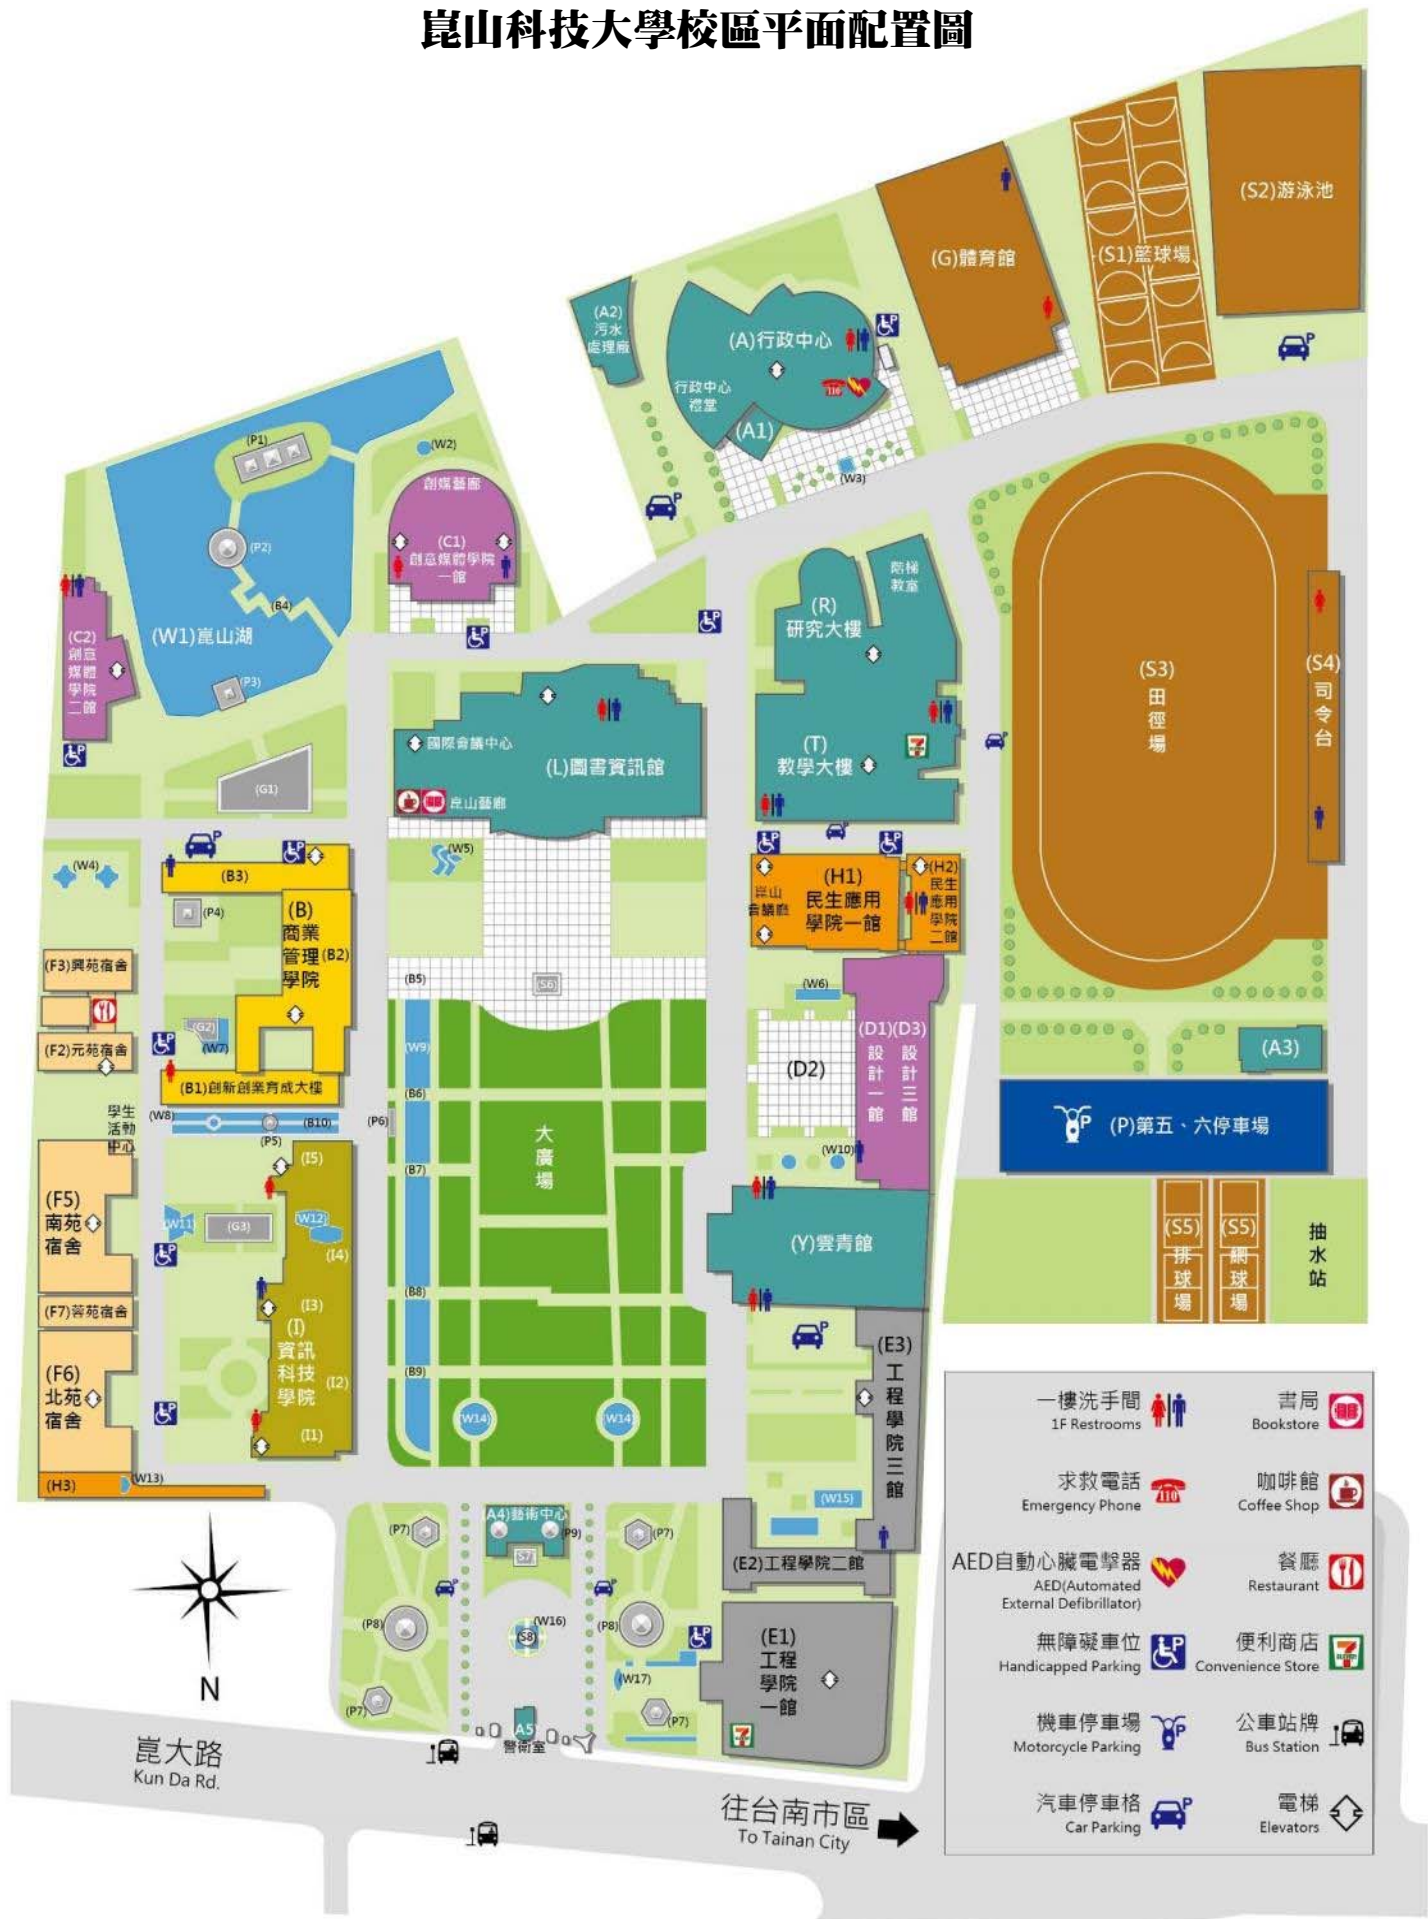 崑山科技大學校區平面配置圖
(S2)游泳池
(G)體育館
(S1)籃球場
(A2)
污水
處理廠
(A)行政中心
行政中心
禮堂
(A1)
(W3)
(P1)
(W2)
創媒藝廊
(C1)
創意媒體學院
一館
(P2)
(B4)
(W1)崑山湖
(C2)
創意
媒體
學院
二館
(P3)
(G1)
階梯
教室
(R)
研究大樓
(S3)
田
徑
場
(S4)
司
令
台
國際會議中心
(L)圖書資訊館
崑山藝廊
(T)
教學大樓
(W5)
(W4)
(B3)
(P4)
(B)
商業
管理
學院
(B2)
崑山
會議廳
(H1)
民生應用
學院一館
(H2)
民生
應用
學院
二館
(F3)興苑宿舍
(F2)元苑宿舍
(G2)
(W7)
(B1)創新創業育成大樓
(B5)
(S6)
(W6)
(D2)
(D1)
設
計
一
館
(D3)
設
計
三
館
(A3)
(P)第五、六停車場
(W9)
(B6)
學生
活動
中心
(W8)
(B10)
(P5)
(P6)
大
廣
場
(B7)
(W10)
(F5)
南苑
宿舍
(I5)
(W11)
(G3)
(W12)
(I4)
(Y)雲青館
(S5)
排
球
場
(S5)
網
球
場
抽
水
站
(F7)蓉苑宿舍
(I3)
(B8)
(I)
資訊
科技
學院
(I2)
(I1)
(F6)
北苑
宿舍
(B9)
(E3)
工
程
學
院
三
館
(W14)
(W14)
(H3)
(W13)
(W15)
(P7)
(A4)藝術中心
(P9)
(S7)
(P7)
(E2)工程學院二館
(P8)
(W16)
(S8)
(P8)
(E1)
工程
學院
一館
(W17)
(P7)
(P7)
(A5)
警衛室
N
崑大路
Kun Da Rd.
往台南市區
To Tainan City
一樓洗手間
1F Restrooms
書局
Bookstore
求救電話
Emergency Phone
110
咖啡館
Coffee Shop
AED自動心臟電擊器
AED(Automated
External Defibrillator)
餐廳
Restaurant
無障礙車位
Handicapped Parking
便利商店
Convenience Store
機車停車場
Motorcycle Parking
公車站牌
Bus Station
汽車停車格
Car Parking
電梯
Elevators